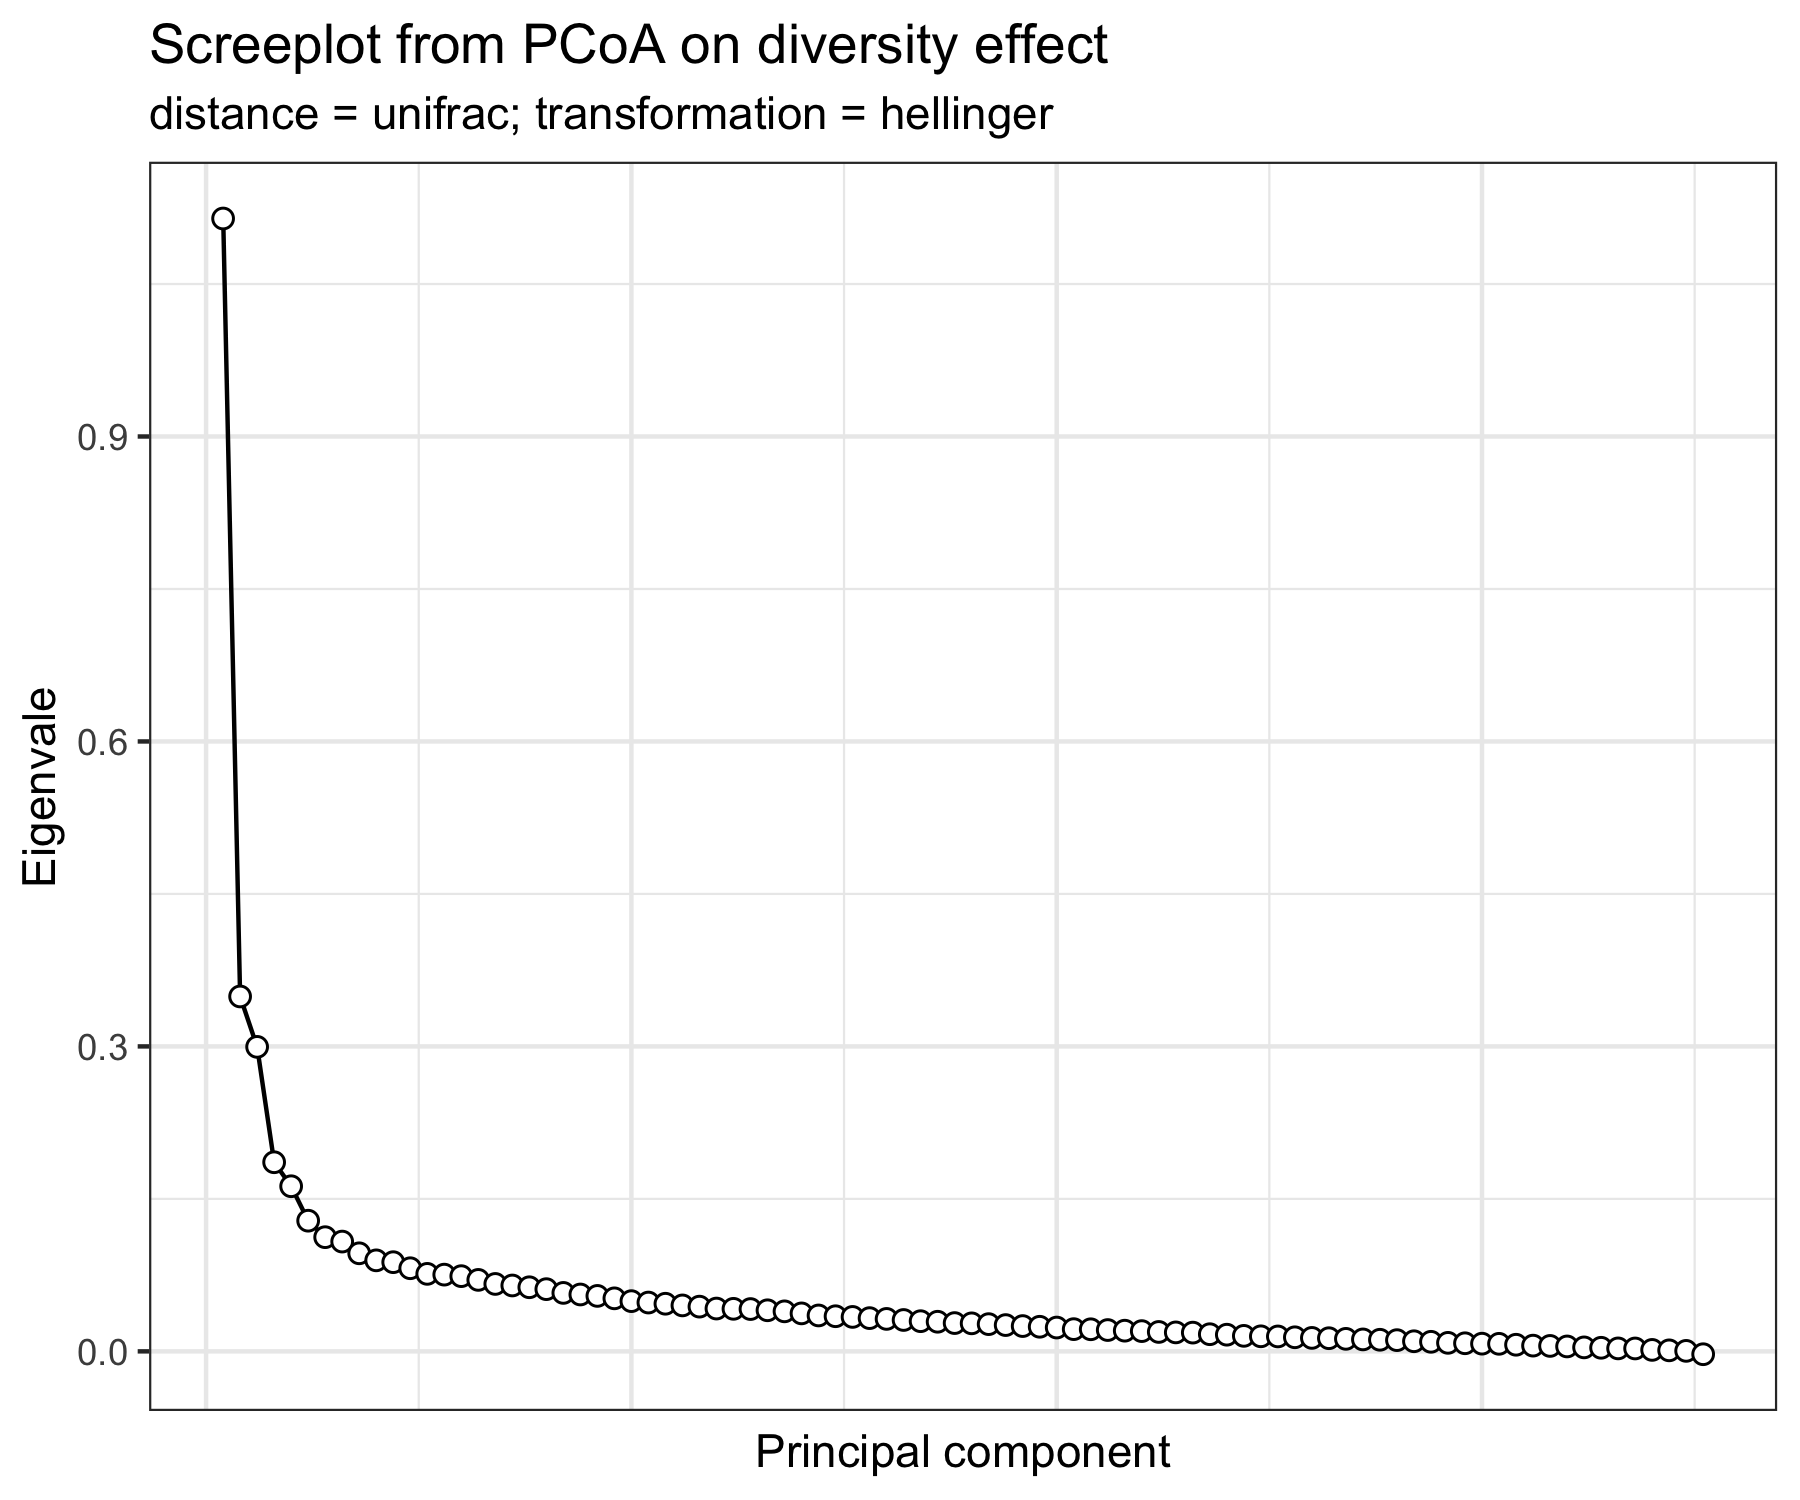 Screeplot from PCoA on diversity effect
distance = unifrac; transformation = hellinger
Eigenvale
0.9
0.6
0.3
0.0
Principal component